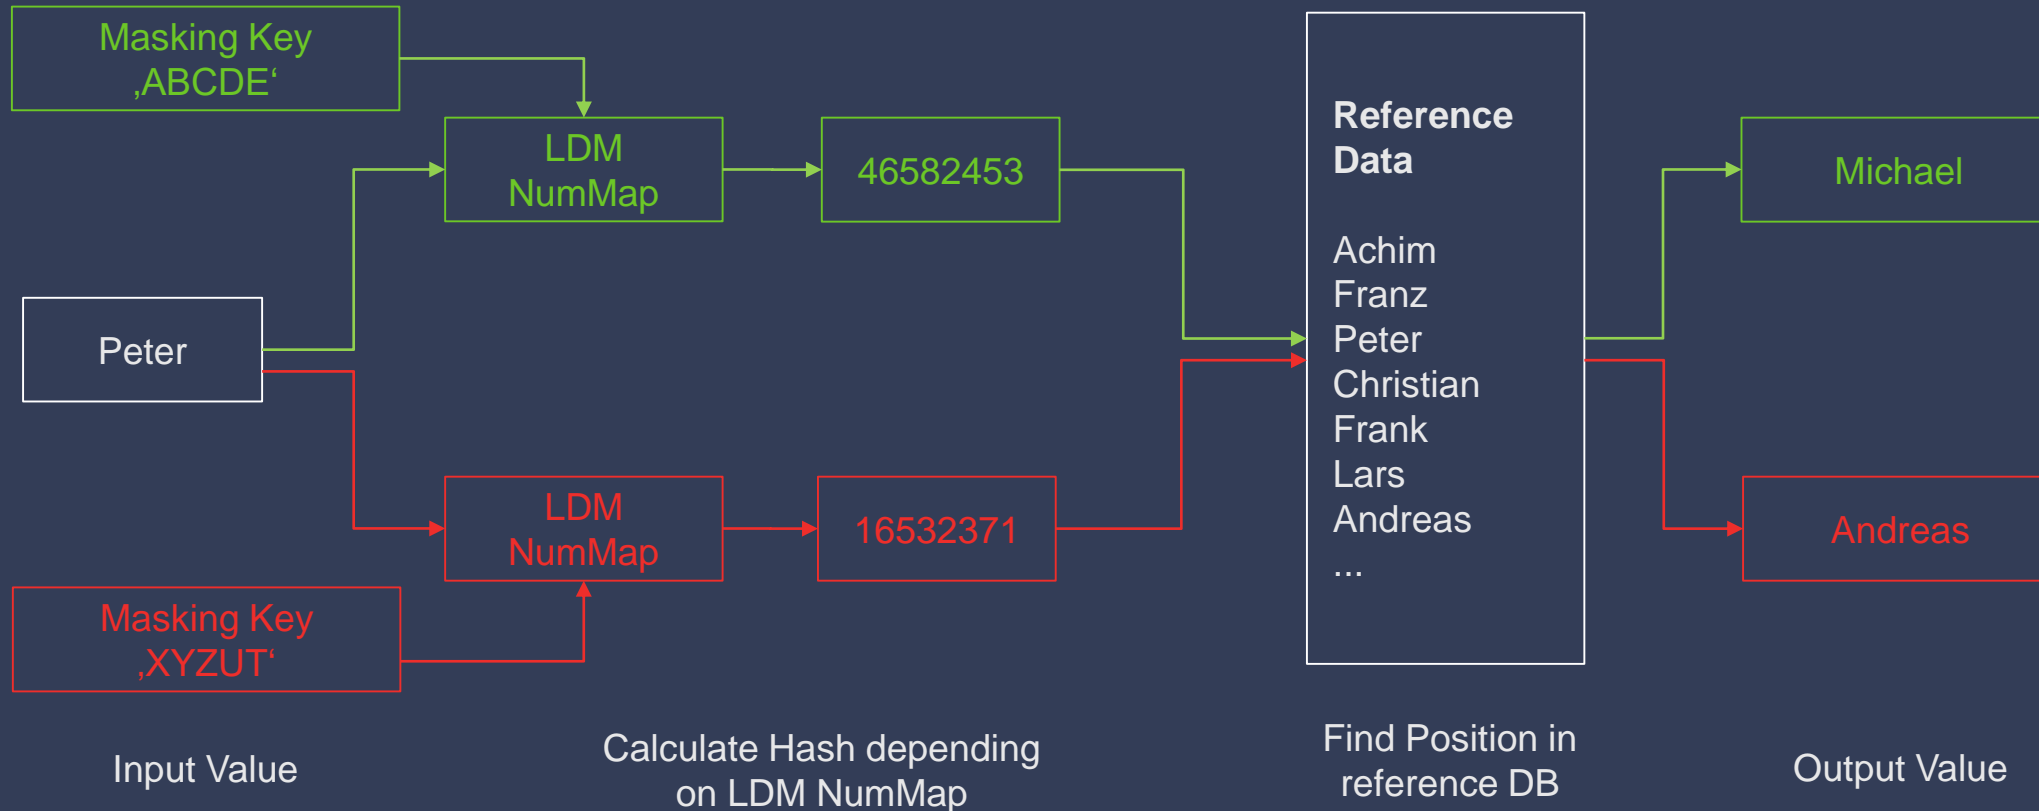 Masking Key
‚ABCDE‘
LDM
NumMap
46582453
Reference
Data
Achim
Franz
Peter
Christian
Frank
Lars
Andreas
...
Michael
Peter
LDM
NumMap
16532371
Andreas
Masking Key
‚XYZUT‘
Input Value
Calculate Hash depending
on LDM NumMap
Find Position in
reference DB
Output Value